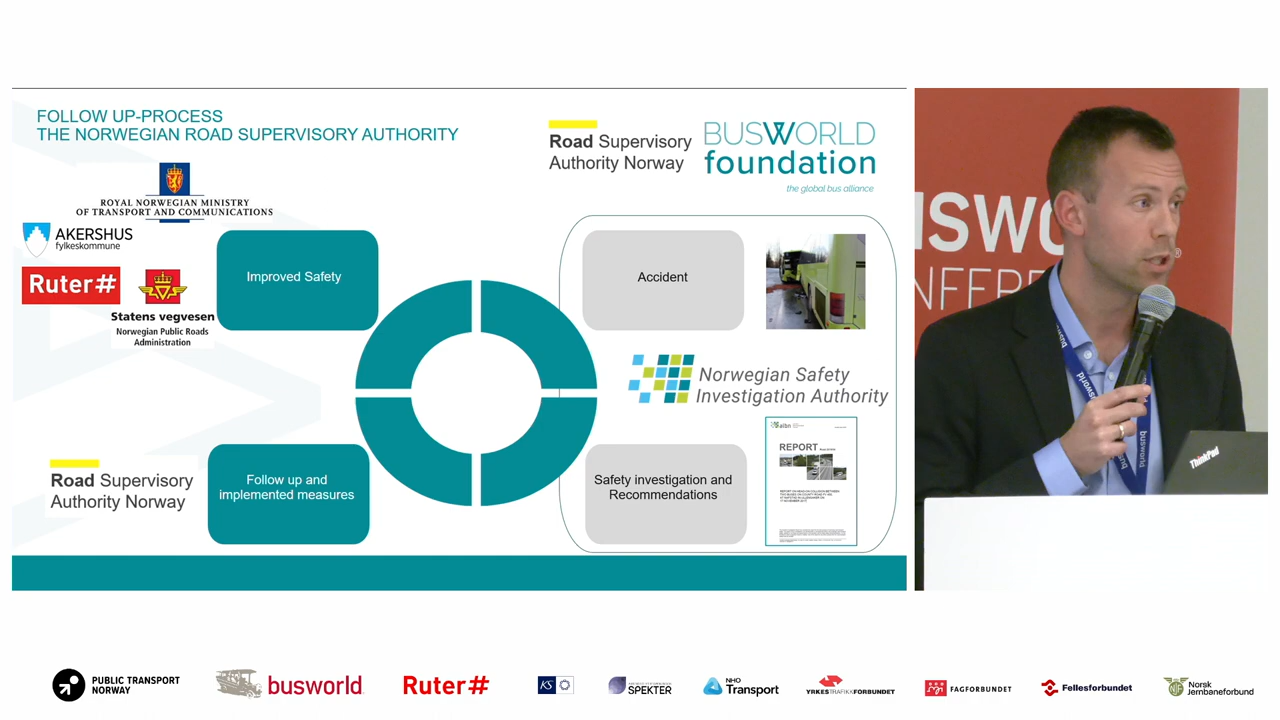 FOLLOW UP-PROCESS
THE NORWEGIAN ROAD SUPERVISORY AUTHORITY
Road Supervisory
Authority Norway
BUSWORLD
foundation
the global bus alliance
ROYAL NORWEGIAN MINISTRY
OF TRANSPORT AND COMMUNICATIONS
AKERSHUS
fylkeskommune
Ruter#
Statens vegvesen
Norwegian Public Roads
Administration
Improved Safety
Accident
Norwegian Safety
Investigation Authority
Road Supervisory
Authority Norway
Follow up and
implemented measures
Safety investigation and
Recommendations
REPORT
busworld
busworld
ThinkPad
PUBLIC TRANSPORT
NORWAY
busworld
Ruter#
KS
SPEKTER
NHO
Transport
YRKESTRAFIKKFORBUNDET
FAGFORBUNDET
Fellesforbundet
Norsk
Jernbaneforbund